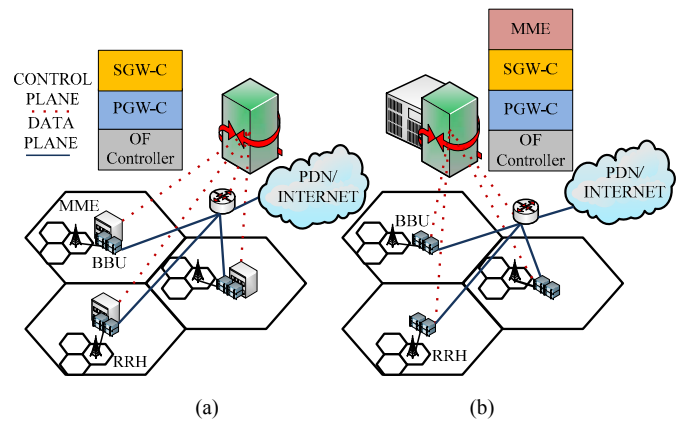 CONTROL
PLANE
DATA
PLANE
SGW-C
PGW-C
OF
Controller
PDN/
INTERNET
MME
BBU
RRH
(a)
MME
SGW-C
PGW-C
OF
Controller
PDN/
INTERNET
BBU
RRH
(b)